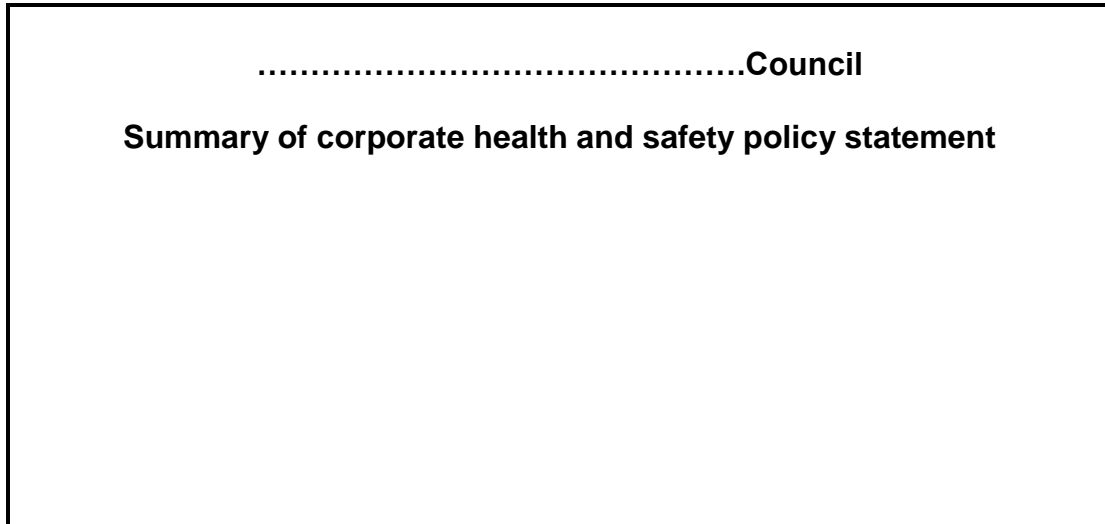 …………………………………………Council
Summary of corporate health and safety policy statement